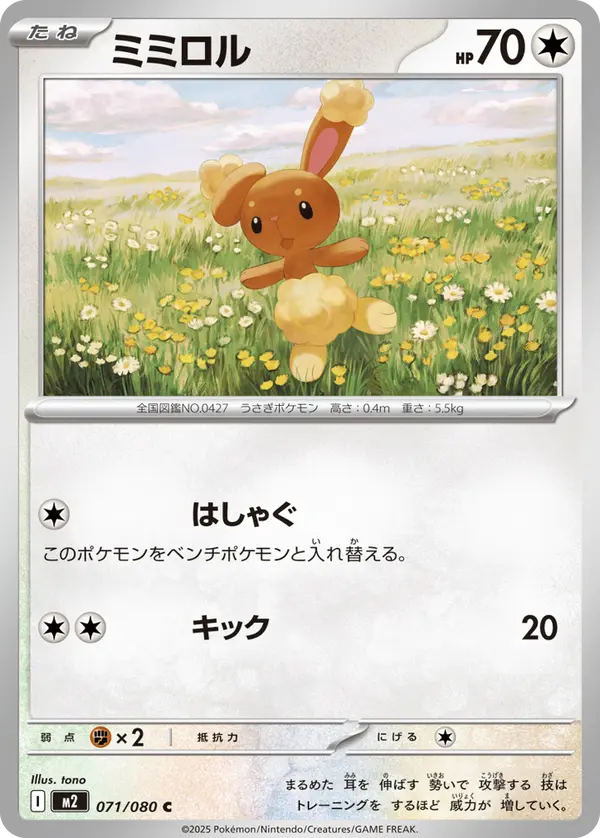 たね ミミロル HP70
全国図鑑NO.0427 うさぎポケモン 高さ:0.4m 重さ:5.5kg
はしゃぐ
このポケモンをベンチポケモンと入れ替える。
キック 20
弱点 ×2 抵抗力 にげる
Illus. tono
I m2 071/080 C
まるめた 耳を 伸ばす 勢いで 攻撃する 技は
トレーニングを するほど 威力が 増していく。
©2025 Pokémon/Nintendo/Creatures/GAME FREAK.